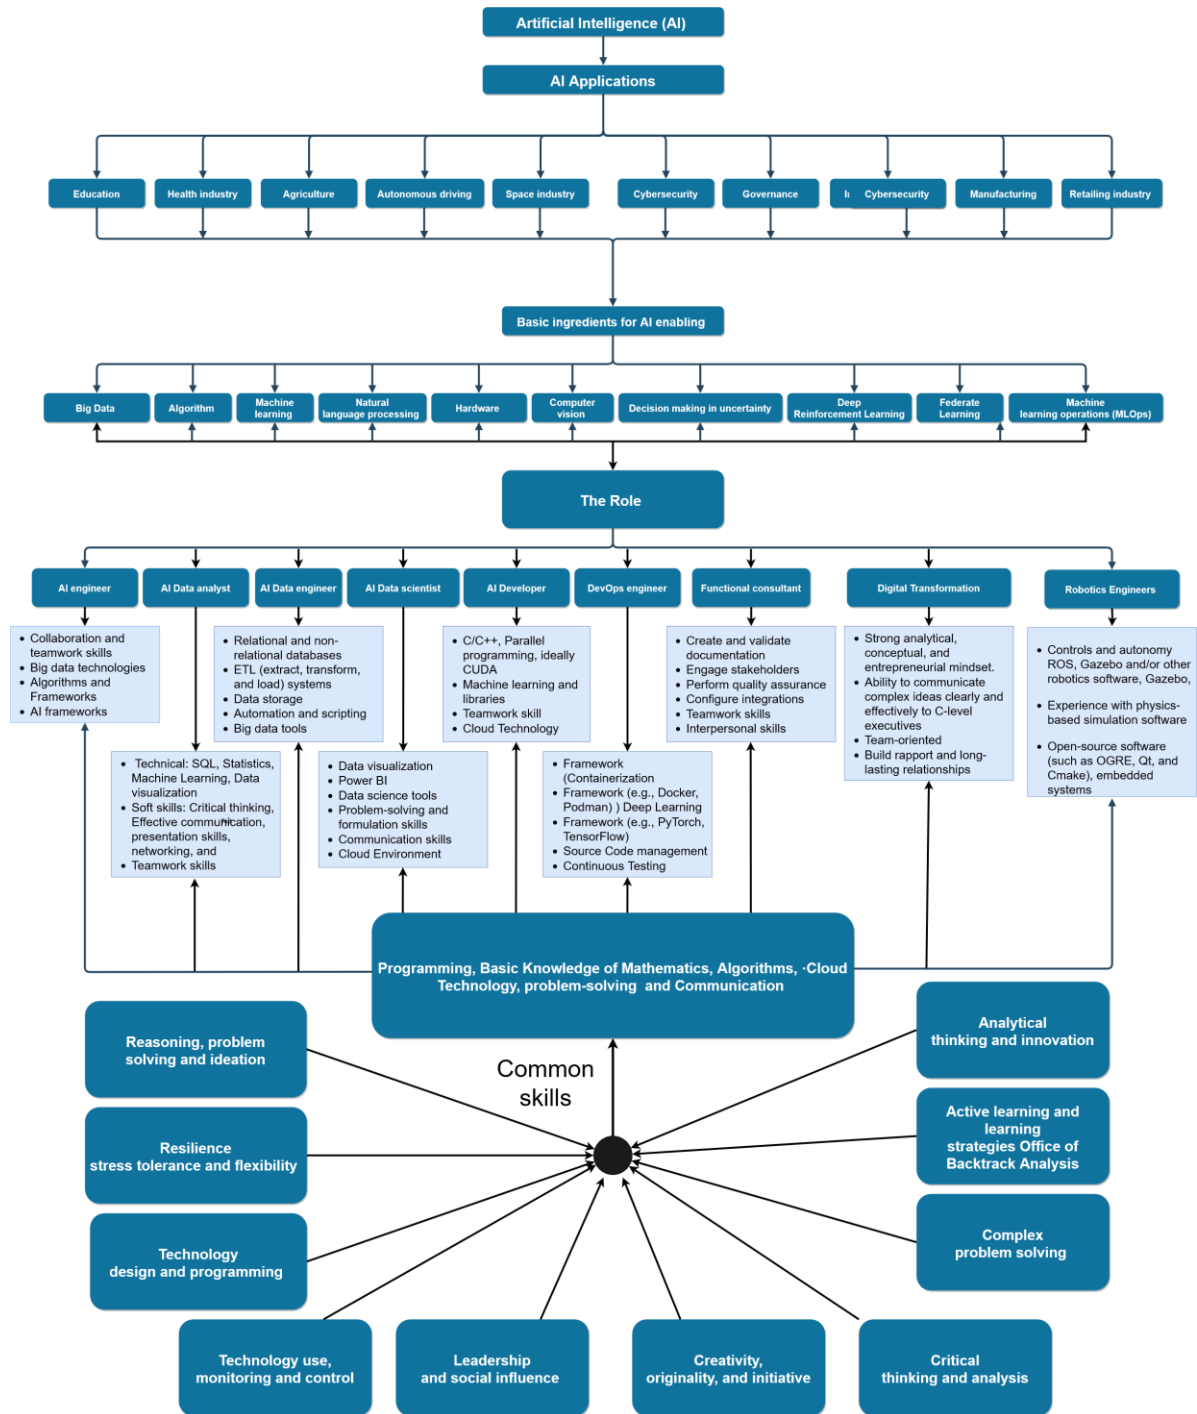 Artificial Intelligence (AI)
AI Applications
Education
Health industry
Agriculture
Autonomous driving
Space industry
Cybersecurity
Governance
Cybersecurity
Manufacturing
Retailing industry
Basic ingredients for AI enabling
Big Data
Algorithm
Machine
learning
Natural
language processing
Hardware
Computer
vision
Decision making in uncertainty
Deep
Reinforcement Learning
Federate
Learning
Machine
learning operations (MLOps)
The Role
AI engineer
AI Data analyst
AI Data engineer
AI Data scientist
AI Developer
DevOps engineer
Functional consultant
Digital Transformation
Robotics Engineers
• Collaboration and
teamwork skills
• Big data technologies
• Algorithms and
Frameworks
• AI frameworks
• Technical: SQL, Statistics,
Machine Learning, Data
visualization
• Soft skills: Critical thinking,
Effective communication,
presentation skills,
networking, and
• Teamwork skills
• Relational and non-
relational databases
• ETL (extract, transform,
and load) systems
• Data storage
• Automation and scripting
• Big data tools
• Data visualization
• Power BI
• Data science tools
• Problem-solving and
formulation skills
• Communication skills
• Cloud Environment
• C/C++, Parallel
programming, ideally
CUDA
• Machine learning and
libraries
• Teamwork skill
• Cloud Technology
• Framework
(Containerization
• Framework (e.g., Docker,
Podman) ) Deep Learning
• Framework (e.g., PyTorch,
TensorFlow)
• Source Code management
• Continuous Testing
• Create and validate
documentation
• Engage stakeholders
• Perform quality assurance
• Configure integrations
• Teamwork skills
• Interpersonal skills
• Strong analytical,
conceptual, and
entrepreneurial mindset.
• Ability to communicate
complex ideas clearly and
effectively to C-level
executives
• Team-oriented
• Build rapport and long-
lasting relationships
• Controls and autonomy
ROS, Gazebo and/or other
robotics software, Gazebo,
• Experience with physics-
based simulation software
• Open-source software
(such as OGRE, Qt, and
Cmake), embedded
systems
Programming, Basic Knowledge of Mathematics, Algorithms, ·Cloud
Technology, problem-solving and Communication
Common
skills
Reasoning, problem
solving and ideation
Resilience
stress tolerance and flexibility
Technology
design and programming
Technology use,
monitoring and control
Leadership
and social influence
Creativity,
originality, and initiative
Critical
thinking and analysis
Complex
problem solving
Active learning and
learning
strategies Office of
Backtrack Analysis
Analytical
thinking and innovation